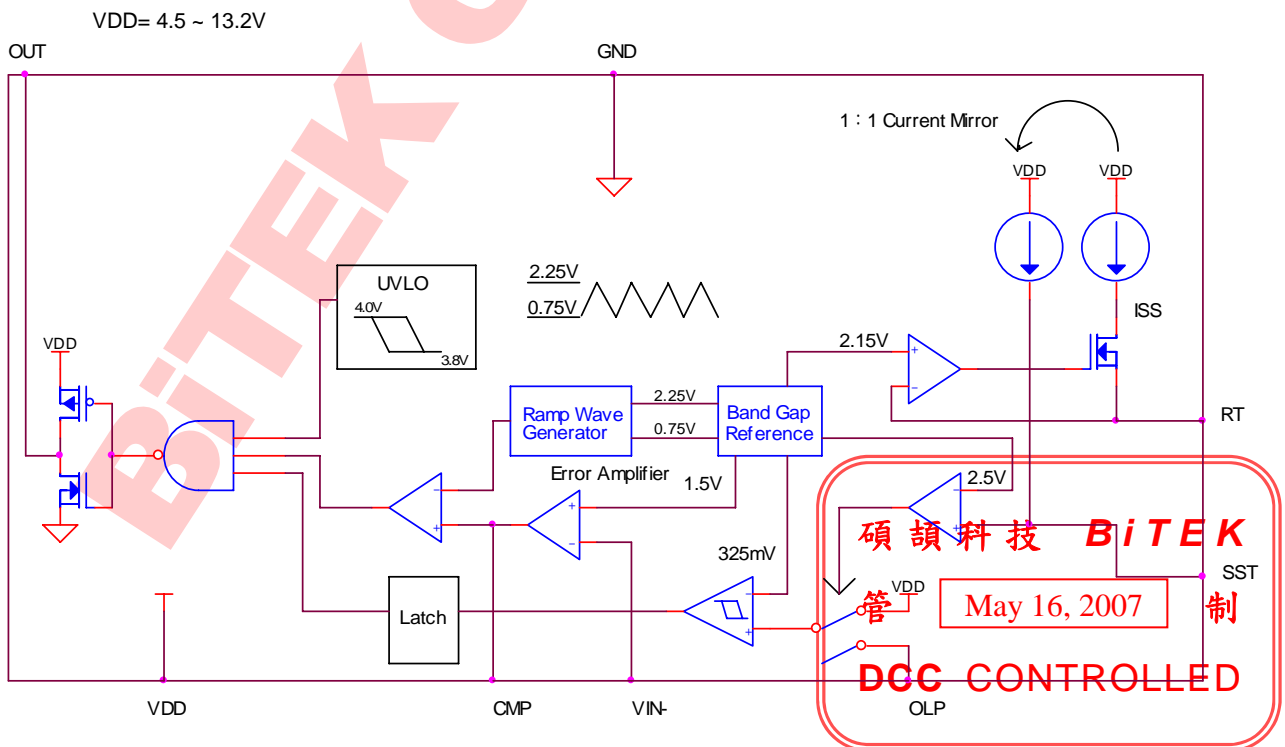 VDD= 4.5 ~ 13.2V
OUT
GND
1：1 Current Mirror
VDD
VDD
UVLO
4.0V
3.8V
2.25V
0.75V
ISS
2.15V
VDD
Ramp Wave
Generator
2.25V
0.75V
Band Gap
Reference
RT
Error Amplifier
1.5V
2.5V
碩頡科技 BiTEK
325mV
SST
VDD
管 May 16, 2007 制
Latch
DCC CONTROLLED
VDD
CMP
VIN-
OLP
BiTEK